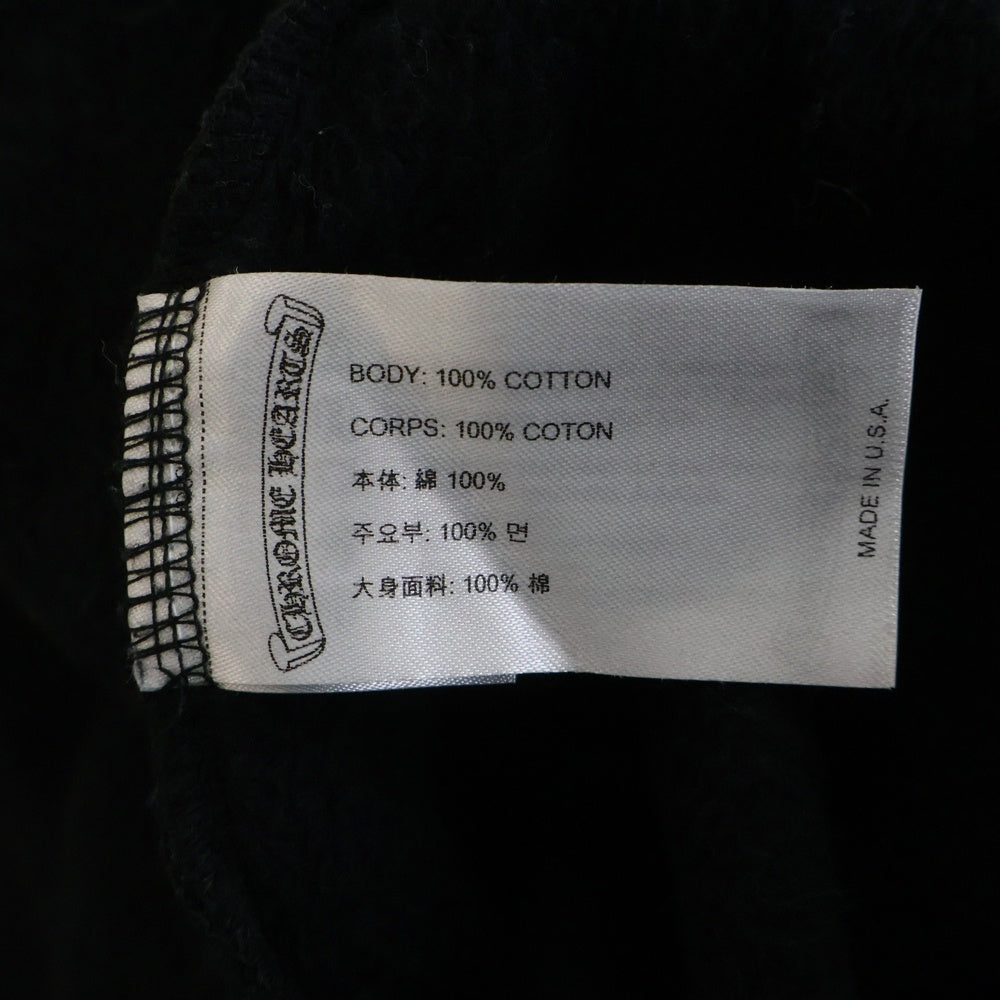 CHROME HEARTS
BODY: 100% COTTON
CORPS: 100% COTON
本体: 綿 100%
주요부: 100% 면
大身面料: 100% 棉
MADE IN U.S.A.